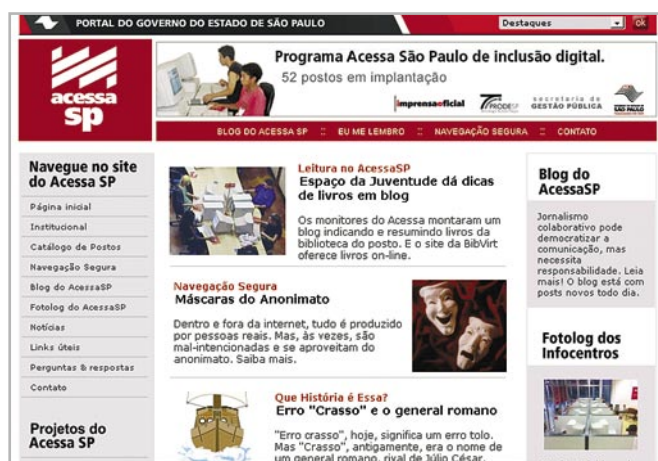 PORTAL DO GOVERNO DO ESTADO DE SÃO PAULO
Destaques
ok
acessa
sp
Programa Acessa São Paulo de inclusão digital.
52 postos em implantação
imprensaoficial
PRODESP
secretaria de
GESTÃO PÚBLICA
SÃO PAULO
BLOG DO ACESSA SP :: EU ME LEMBRO :: NAVEGAÇÃO SEGURA :: CONTATO
Navegue no site
do Acessa SP
Página inicial
Institucional
Catálogo de Postos
Navegação Segura
Blog do AcessaSP
Fotolog do AcessaSP
Notícias
Links úteis
Perguntas & respostas
Contato
Projetos do
Acessa SP
Leitura no AcessaSP
Espaço da Juventude dá dicas
de livros em blog
Os monitores do Acessa montaram um
blog indicando e resumindo livros da
biblioteca do posto. E o site da BibVirt
oferece livros on-line.
Navegação Segura
Máscaras do Anonimato
Dentro e fora da internet, tudo é produzido
por pessoas reais. Mas, às vezes, são
mal-intencionadas e se aproveitam do
anonimato. Saiba mais.
Que História é Essa?
Erro "Crasso" e o general romano
"Erro crasso", hoje, significa um erro tolo.
Mas "Crasso", antigamente, era o nome de
um general romano, rival de Júlio César.
Blog do
AcessaSP
Jornalismo
colaborativo pode
democratizar a
comunicação, mas
necessita
responsabilidade. Leia
mais! O blog está com
posts novos todo dia.
Fotolog dos
Infocentros